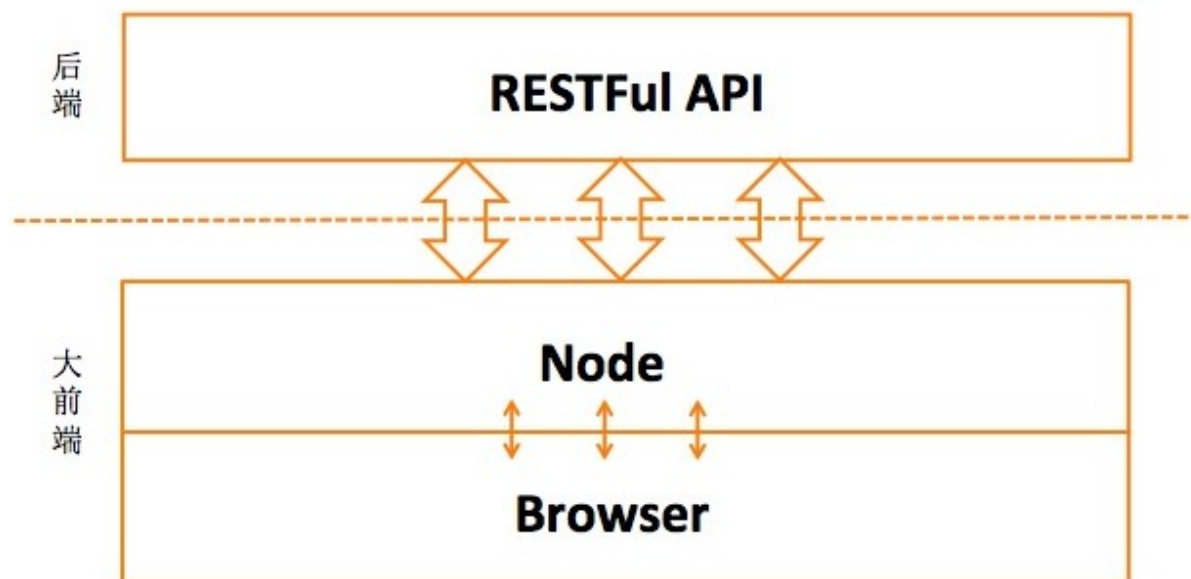 后端
RESTFul API
大前端
Node
Browser